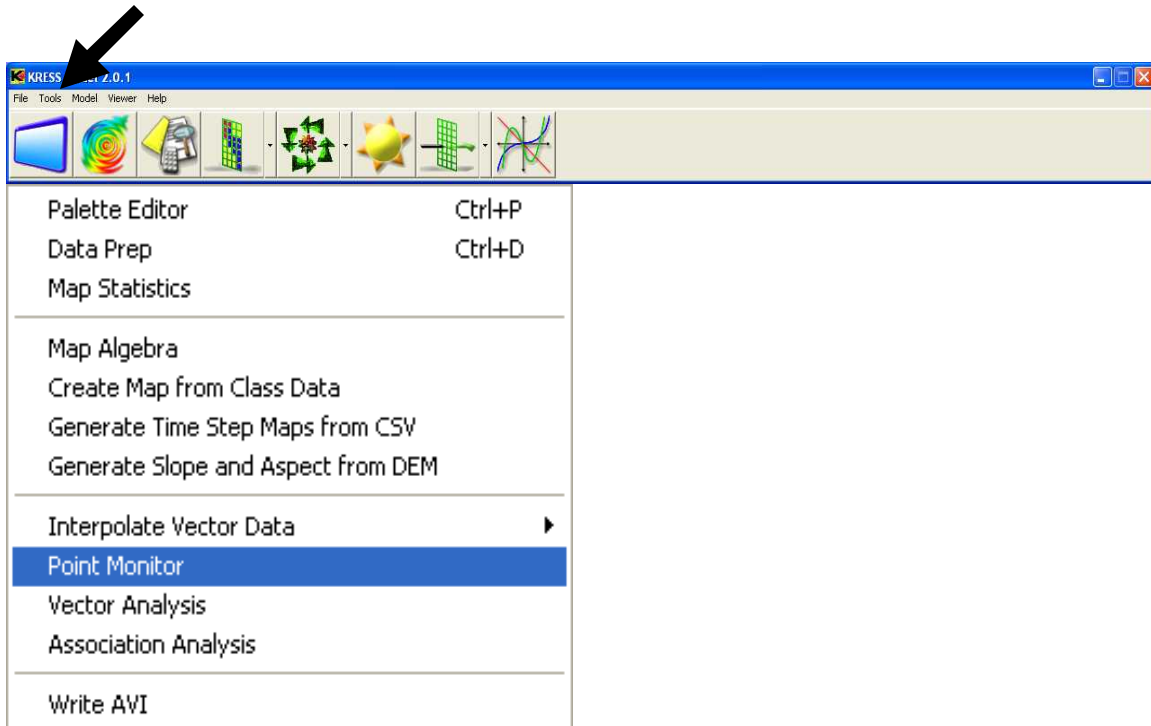 KRESS 2.0.1
File Tools Model Viewer Help
Palette Editor Ctrl+P
Data Prep Ctrl+D
Map Statistics
Map Algebra
Create Map from Class Data
Generate Time Step Maps from CSV
Generate Slope and Aspect from DEM
Interpolate Vector Data
Point Monitor
Vector Analysis
Association Analysis
Write AVI